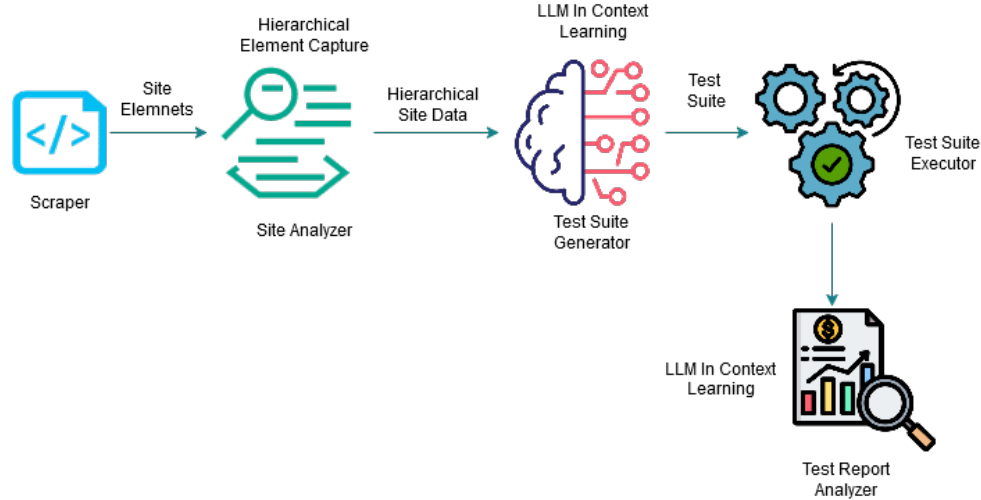 Hierarchical
Element Capture
LLM In Context
Learning
Site
Elemnets
Hierarchical
Site Data
Test
Suite
</>
Test Suite
Executor
Scraper
Site Analyzer
Test Suite
Generator
$
LLM In Context
Learning
Test Report
Analyzer